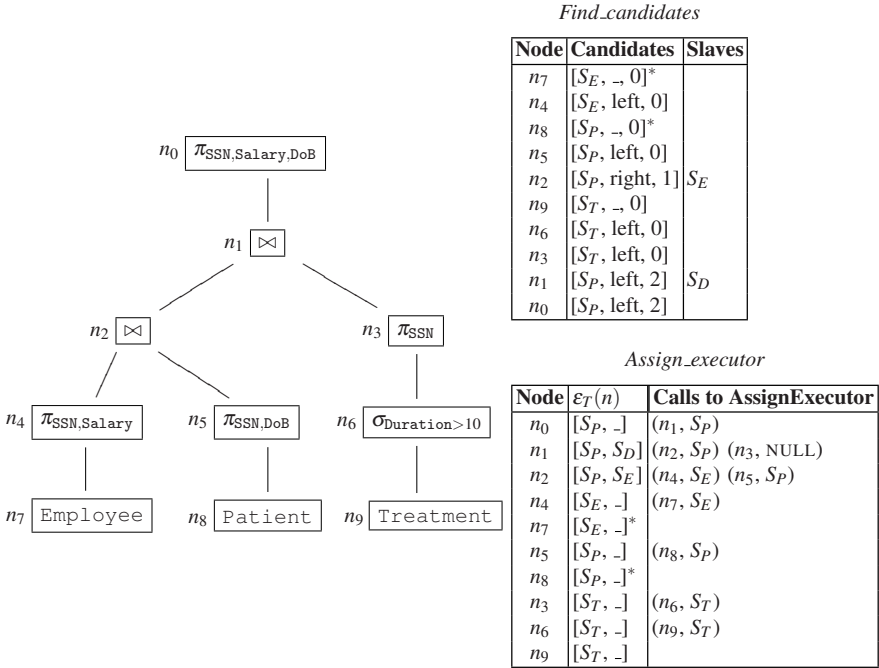 Find_candidates
Node Candidates Slaves
n7 [SE, _, 0]*
n4 [SE, left, 0]
n8 [SP, _, 0]*
n5 [SP, left, 0]
n2 [SP, right, 1] SE
n9 [ST, _, 0]
n6 [ST, left, 0]
n3 [ST, left, 0]
n1 [SP, left, 2] SD
n0 [SP, left, 2]
n0 πSSN,Salary,DoB
n1 ⋈
n2 ⋈
n3 πSSN
n4 πSSN,Salary
n5 πSSN,DoB
n6 σDuration>10
n7 Employee
n8 Patient
n9 Treatment
Assign_executor
Node εT(n) Calls to AssignExecutor
n0 [SP, _] (n1, SP)
n1 [SP, SD] (n2, SP) (n3, NULL)
n2 [SP, SE] (n4, SE) (n5, SP)
n4 [SE, _] (n7, SE)
n7 [SE, _]*
n5 [SP, _] (n8, SP)
n8 [SP, _]*
n3 [ST, _] (n6, ST)
n6 [ST, _] (n9, ST)
n9 [ST, _]